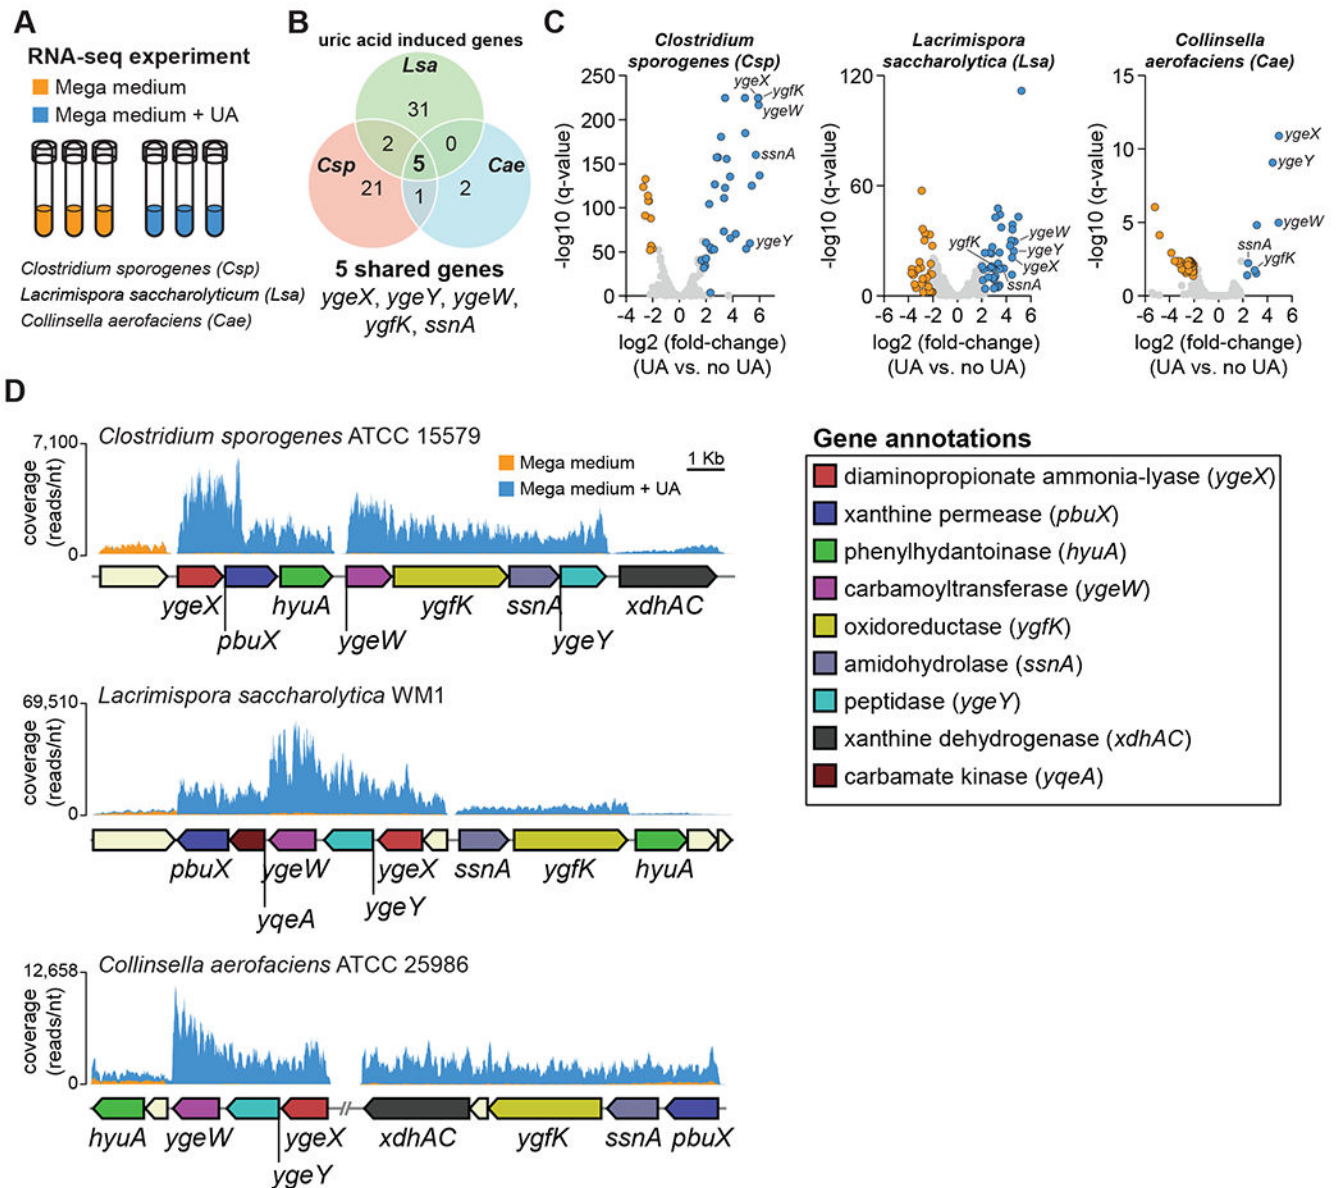 A
RNA-seq experiment
Mega medium
Mega medium + UA
Clostridium sporogenes (Csp)
Lacrimispora saccharolyticum (Lsa)
Collinsella aerofaciens (Cae)
B
uric acid induced genes
Lsa
31
2
0
5
Csp
Cae
21
1
2
5 shared genes
ygeX, ygeY, ygeW,
ygfK, ssnA
C
Clostridium
sporogenes (Csp)
250
200
150
100
50
0
-log10 (q-value)
ygeX
ygfK
ygeW
ssnA
ygeY
-4 -2 0 2 4 6
log2 (fold-change)
(UA vs. no UA)
Lacrimispora
saccharolytica (Lsa)
120
60
0
-log10 (q-value)
ygfK
ygeW
ygeY
ygeX
ssnA
-6 -4 -2 0 2 4 6
log2 (fold-change)
(UA vs. no UA)
Collinsella
aerofaciens (Cae)
15
10
5
0
-log10 (q-value)
ygeX
ygeY
ygeW
ssnA
ygfK
-6 -4 -2 0 2 4 6
log2 (fold-change)
(UA vs. no UA)
D
Clostridium sporogenes ATCC 15579
7,100
0
coverage
(reads/nt)
Mega medium
Mega medium + UA
1 Kb
ygeX
hyuA
ygfK
ssnA
xdhAC
pbuX
ygeW
ygeY
Lacrimispora saccharolytica WM1
69,510
0
coverage
(reads/nt)
pbuX
ygeW
ygeX
ssnA
ygfK
hyuA
yqeA
ygeY
Collinsella aerofaciens ATCC 25986
12,658
0
coverage
(reads/nt)
hyuA
ygeW
ygeX
xdhAC
ygfK
ssnA
pbuX
ygeY
Gene annotations
diaminopropionate ammonia-lyase (ygeX)
xanthine permease (pbuX)
phenylhydantoinase (hyuA)
carbamoyltransferase (ygeW)
oxidoreductase (ygfK)
amidohydrolase (ssnA)
peptidase (ygeY)
xanthine dehydrogenase (xdhAC)
carbamate kinase (yqeA)